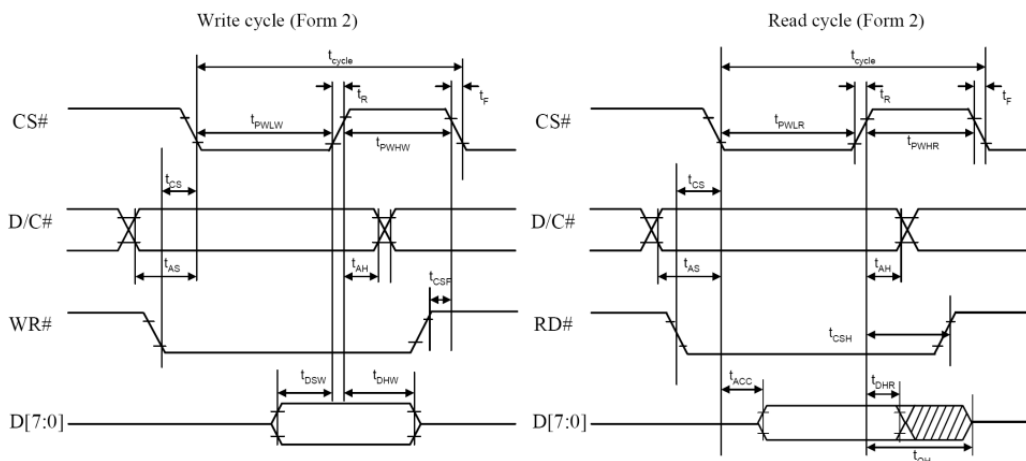 Write cycle (Form 2)
tcycle
tR
tF
CS#
tPWLW
tPWHW
tCS
D/C#
tAS
tAH
tCSF
WR#
tDSW
tDHW
D[7:0]
Read cycle (Form 2)
tcycle
tR
tF
CS#
tPWLR
tPWHR
tCS
D/C#
tAS
tAH
RD#
tCSH
tACC
tDHR
D[7:0]
tOH